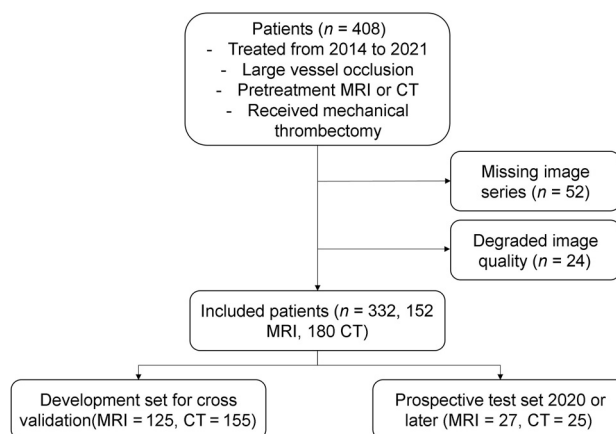 Patients (n = 408)
- Treated from 2014 to 2021
- Large vessel occlusion
- Pretreatment MRI or CT
- Received mechanical
thrombectomy
Missing image
series (n = 52)
Degraded image
quality (n = 24)
Included patients (n = 332, 152
MRI, 180 CT)
Development set for cross
validation(MRI = 125, CT = 155)
Prospective test set 2020 or
later (MRI = 27, CT = 25)